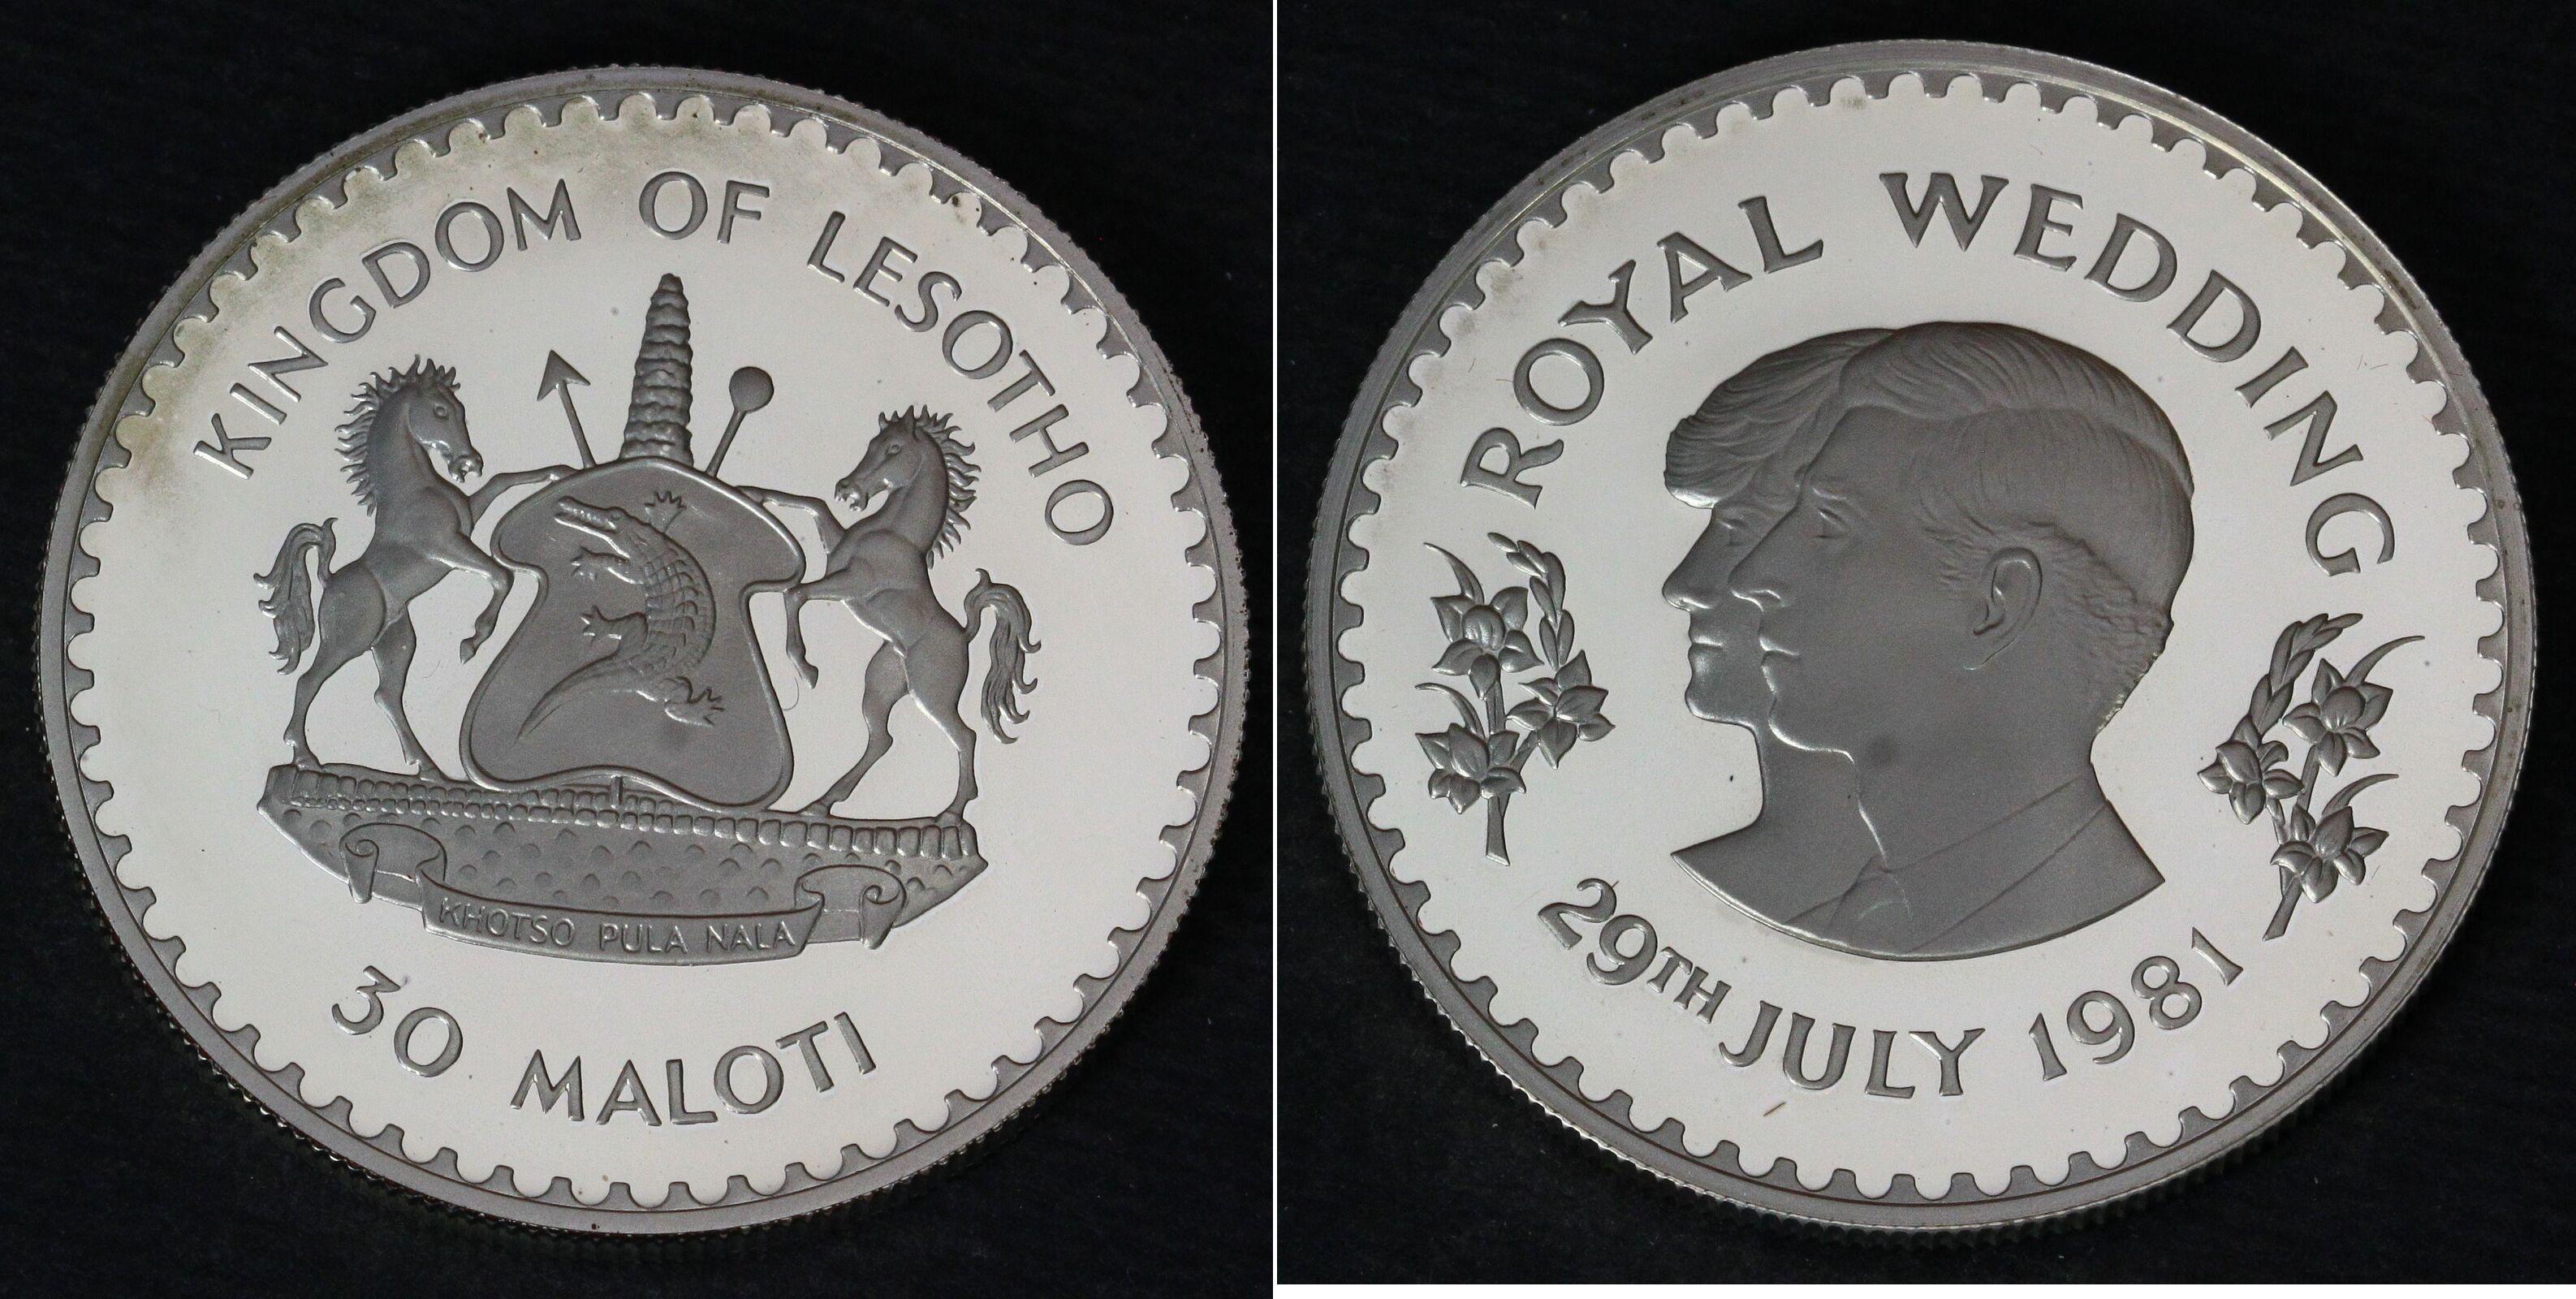 KINGDOM OF LESOTHO
KHOTSO PULA NALA
30 MALOTI
ROYAL WEDDING
29TH JULY 1981